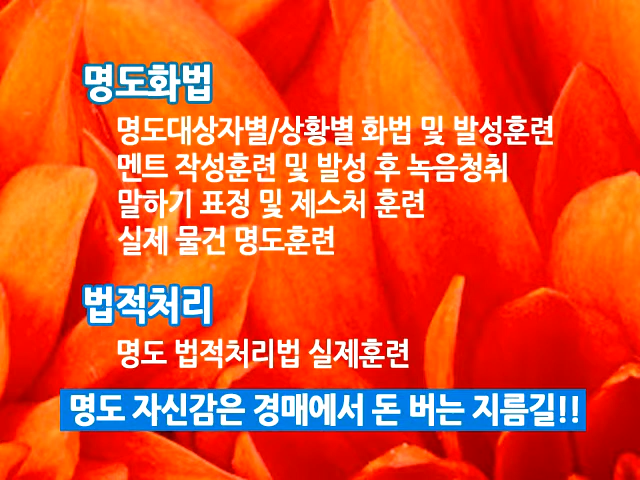 명도화법
명도대상자별/상황별 화법 및 발성훈련
멘트 작성훈련 및 발성 후 녹음청취
말하기 표정 및 제스처 훈련
실제 물건 명도훈련
법적처리
명도 법적처리법 실제훈련
명도 자신감은 경매에서 돈 버는 지름길!!